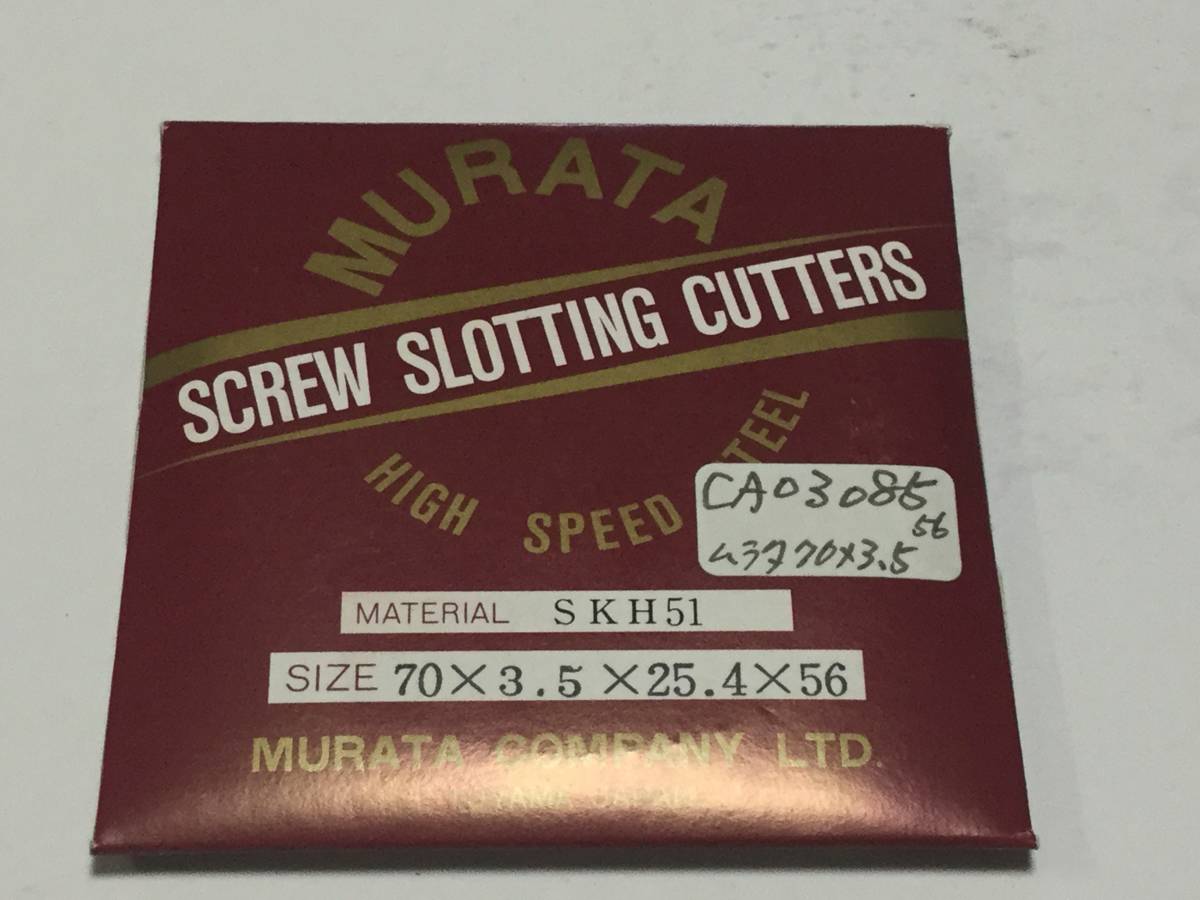 MURATA
SCREW SLOTTING CUTTERS
HIGH SPEED STEEL
CA03085
56
ムラタ70×3.5
MATERIAL SKH51
SIZE 70×3.5×25.4×56
MURATA COMPANY LTD.